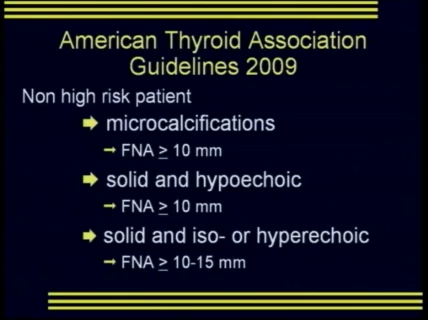 American Thyroid Association
Guidelines 2009
Non high risk patient
microcalcifications
FNA ≥ 10 mm
solid and hypoechoic
FNA ≥ 10 mm
solid and iso- or hyperechoic
FNA ≥ 10-15 mm